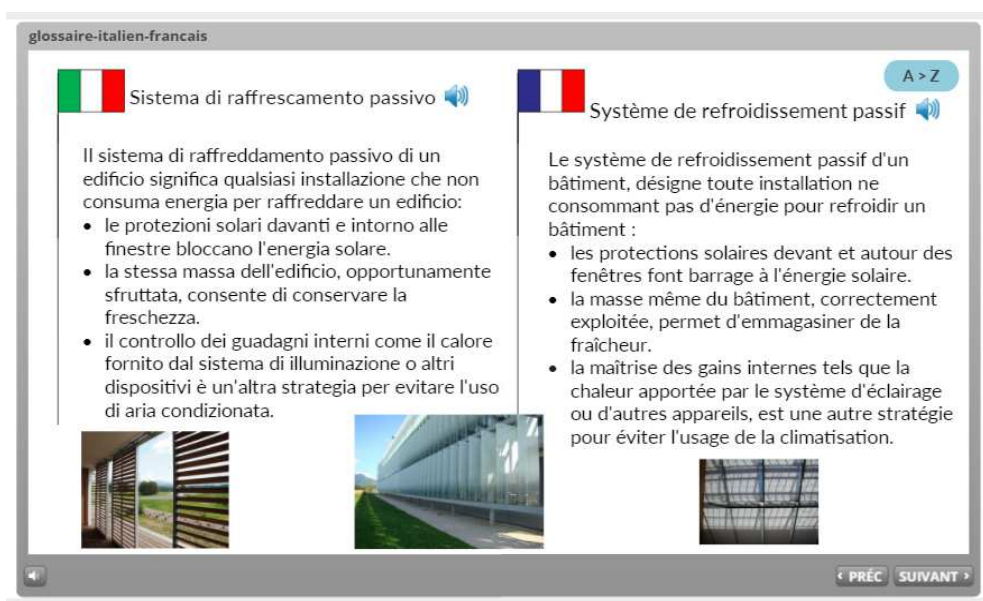 glossaire-italien-francais
A > Z
Sistema di raffrescamento passivo
Il sistema di raffreddamento passivo di un
edificio significa qualsiasi installazione che non
consuma energia per raffreddare un edificio:
• le protezioni solari davanti e intorno alle
finestre bloccano l'energia solare.
• la stessa massa dell'edificio, opportunamente
sfruttata, consente di conservare la
freschezza.
• il controllo dei guadagni interni come il calore
fornito dal sistema di illuminazione o altri
dispositivi è un'altra strategia per evitare l'uso
di aria condizionata.
Système de refroidissement passif
Le système de refroidissement passif d'un
bâtiment, désigne toute installation ne
consommant pas d'énergie pour refroidir un
bâtiment :
• les protections solaires devant et autour des
fenêtres font barrage à l'énergie solaire.
• la masse même du bâtiment, correctement
exploitée, permet d'emmagasiner de la
fraîcheur.
• la maîtrise des gains internes tels que la
chaleur apportée par le système d'éclairage
ou d'autres appareils, est une autre stratégie
pour éviter l'usage de la climatisation.
‹ PRÉC
SUIVANT ›